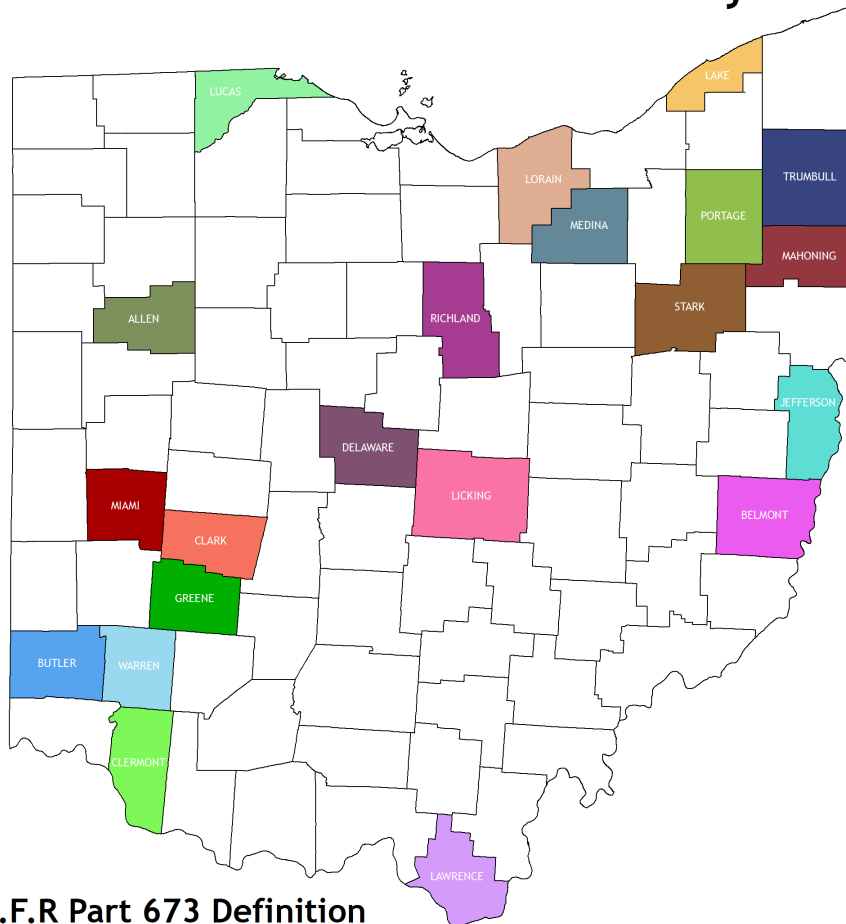 LAKE
LUCAS
TRUMBULL
LORAIN
PORTAGE
MEDINA
MAHONING
STARK
ALLEN
RICHLAND
JEFFERSON
DELAWARE
LICKING
MIAMI
BELMONT
CLARK
GREENE
BUTLER
WARREN
CLERMONT
LAWRENCE
.F.R Part 673 Definition